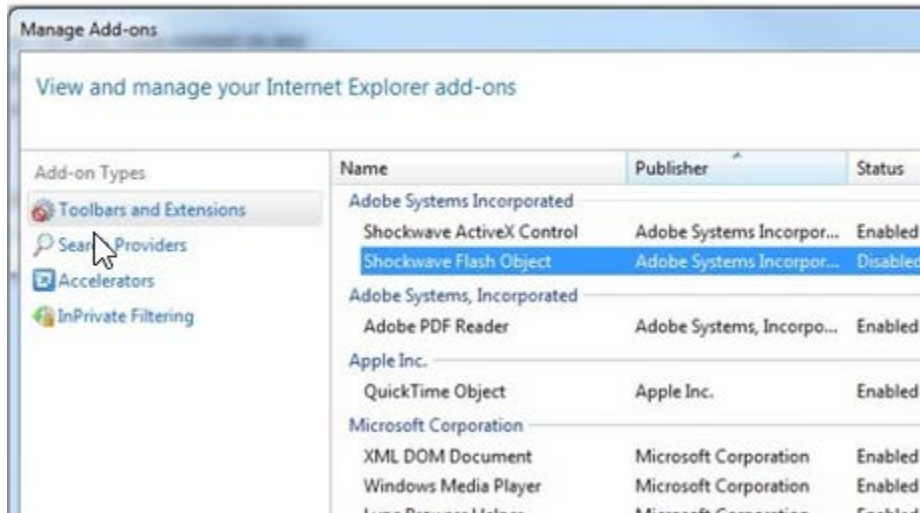 Manage Add-ons
View and manage your Internet Explorer add-ons
Add-on Types
Toolbars and Extensions
Providers
Accelerators
InPrivate Filtering
Name Publisher Status
Adobe Systems Incorporated
Shockwave ActiveX Control Adobe Systems Incorpor... Enabled
Shockwave Flash Object Adobe Systems Incorpor... Disabled
Adobe Systems, Incorporated
Adobe PDF Reader Adobe Systems, Incorpo... Enabled
Apple Inc.
QuickTime Object Apple Inc. Enabled
Microsoft Corporation
XML DOM Document Microsoft Corporation Enabled
Windows Media Player Microsoft Corporation Enabled